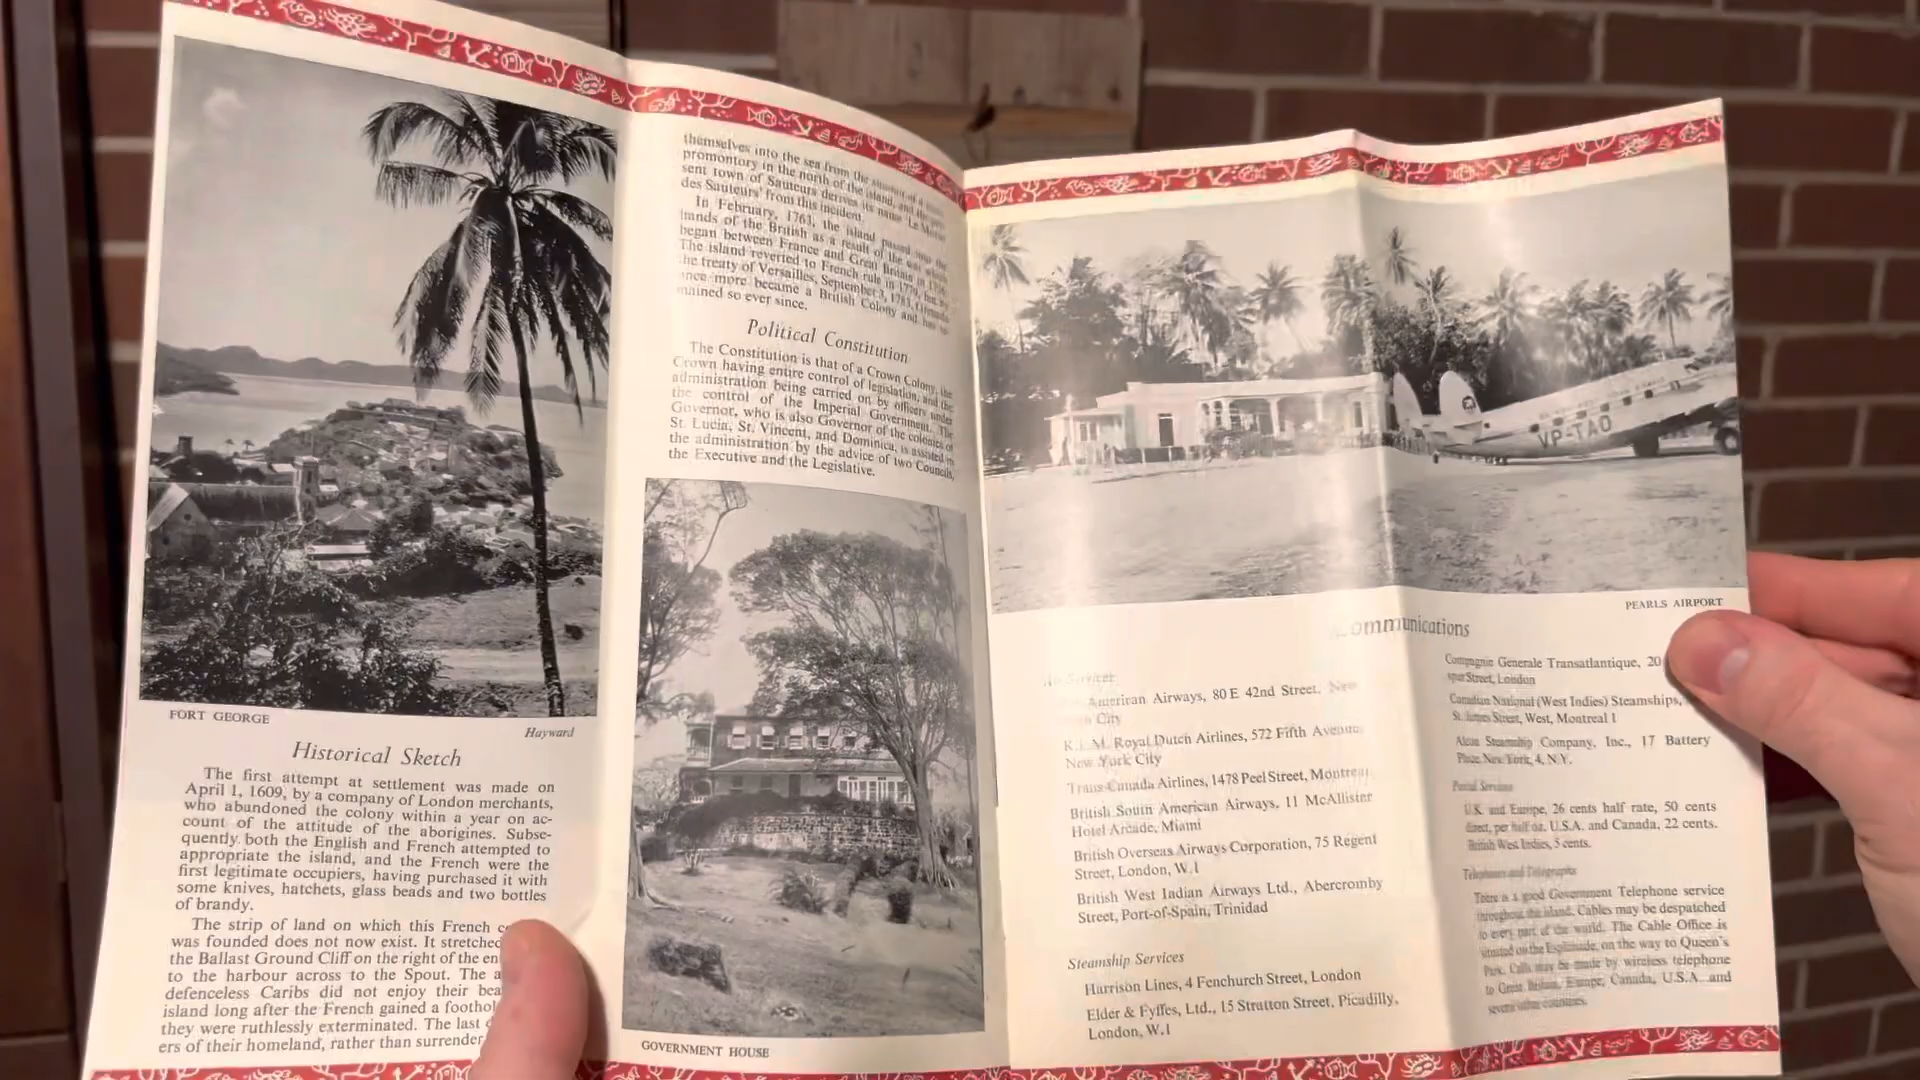 FORT GEORGE
Hayward
Historical Sketch
The first attempt at settlement was made on
April 1, 1609, by a company of London merchants,
who abandoned the colony within a year on ac-
count of the attitude of the aborigines. Subse-
quently both the English and French attempted to
appropriate the island, and the French were the
first legitimate occupiers, having purchased it with
some knives, hatchets, glass beads and two bottles
of brandy.
The strip of land on which this French
was founded does not now exist. It stretched
the Ballast Ground Cliff on the right of the
to the harbour across to the Spout. The
defenceless Caribs did not enjoy their
island long after the French gained a
they were ruthlessly exterminated. The last
ers of their homeland, rather than surrender
themselves into the sea from the
promontory in the north of the island, and
sent town of Sauteurs derives its name 'Le Morne
des Sauteurs' from this incident.
In February, 1763, the island passed into the
hands of the British as a result of the war which
began between France and Great Britain in
The island reverted to French rule in 1779, but by
the treaty of Versailles, September 3, 1783, Grenada
once more became a British Colony and has
mained so ever since.
Political Constitution
The Constitution is that of a Crown Colony, the
Crown having entire control of legislation, and the
administration being carried on by officers under
the control of the Imperial Government. The
Governor, who is also Governor of the colonies of
St. Lucia, St. Vincent, and Dominica, is assisted in
the administration by the advice of two Councils,
the Executive and the Legislative.
GOVERNMENT HOUSE
VP-TAO
PEARLS AIRPORT
ommunications
Air Services
American Airways, 80 E 42nd Street, New
City
K.L.M. Royal Dutch Airlines, 572 Fifth Avenue,
New York City
Trans-Canada Airlines, 1478 Peel Street, Montreal
British South American Airways, 11 McAllister
Hotel Arcade, Miami
British Overseas Airways Corporation, 75 Regent
Street, London, W.1
British West Indian Airways Ltd., Abercromby
Street, Port-of-Spain, Trinidad
Steamship Services
Harrison Lines, 4 Fenchurch Street, London
Elder & Fyffes, Ltd., 15 Stratton Street, Picadilly,
London, W.1
Compagnie Generale Transatlantique, 20
Street, London
Canadian National (West Indies) Steamships,
St. James Street, West, Montreal 1
Alcoa Steamship Company, Inc., 17 Battery
Place, New York, 4, N.Y.
Postal Services
U.K. and Europe, 26 cents half rate, 50 cents
direct, per half oz. U.S.A. and Canada, 22 cents.
British West Indies, 5 cents.
Telephones and Telegraphs
There is a good Government Telephone service
throughout the island. Cables may be despatched
to every part of the world. The Cable Office is
situated on the Esplanade, on the way to Queen's
Park. Calls may be made by wireless telephone
to Great Britain, Europe, Canada, U.S.A. and
several other countries.